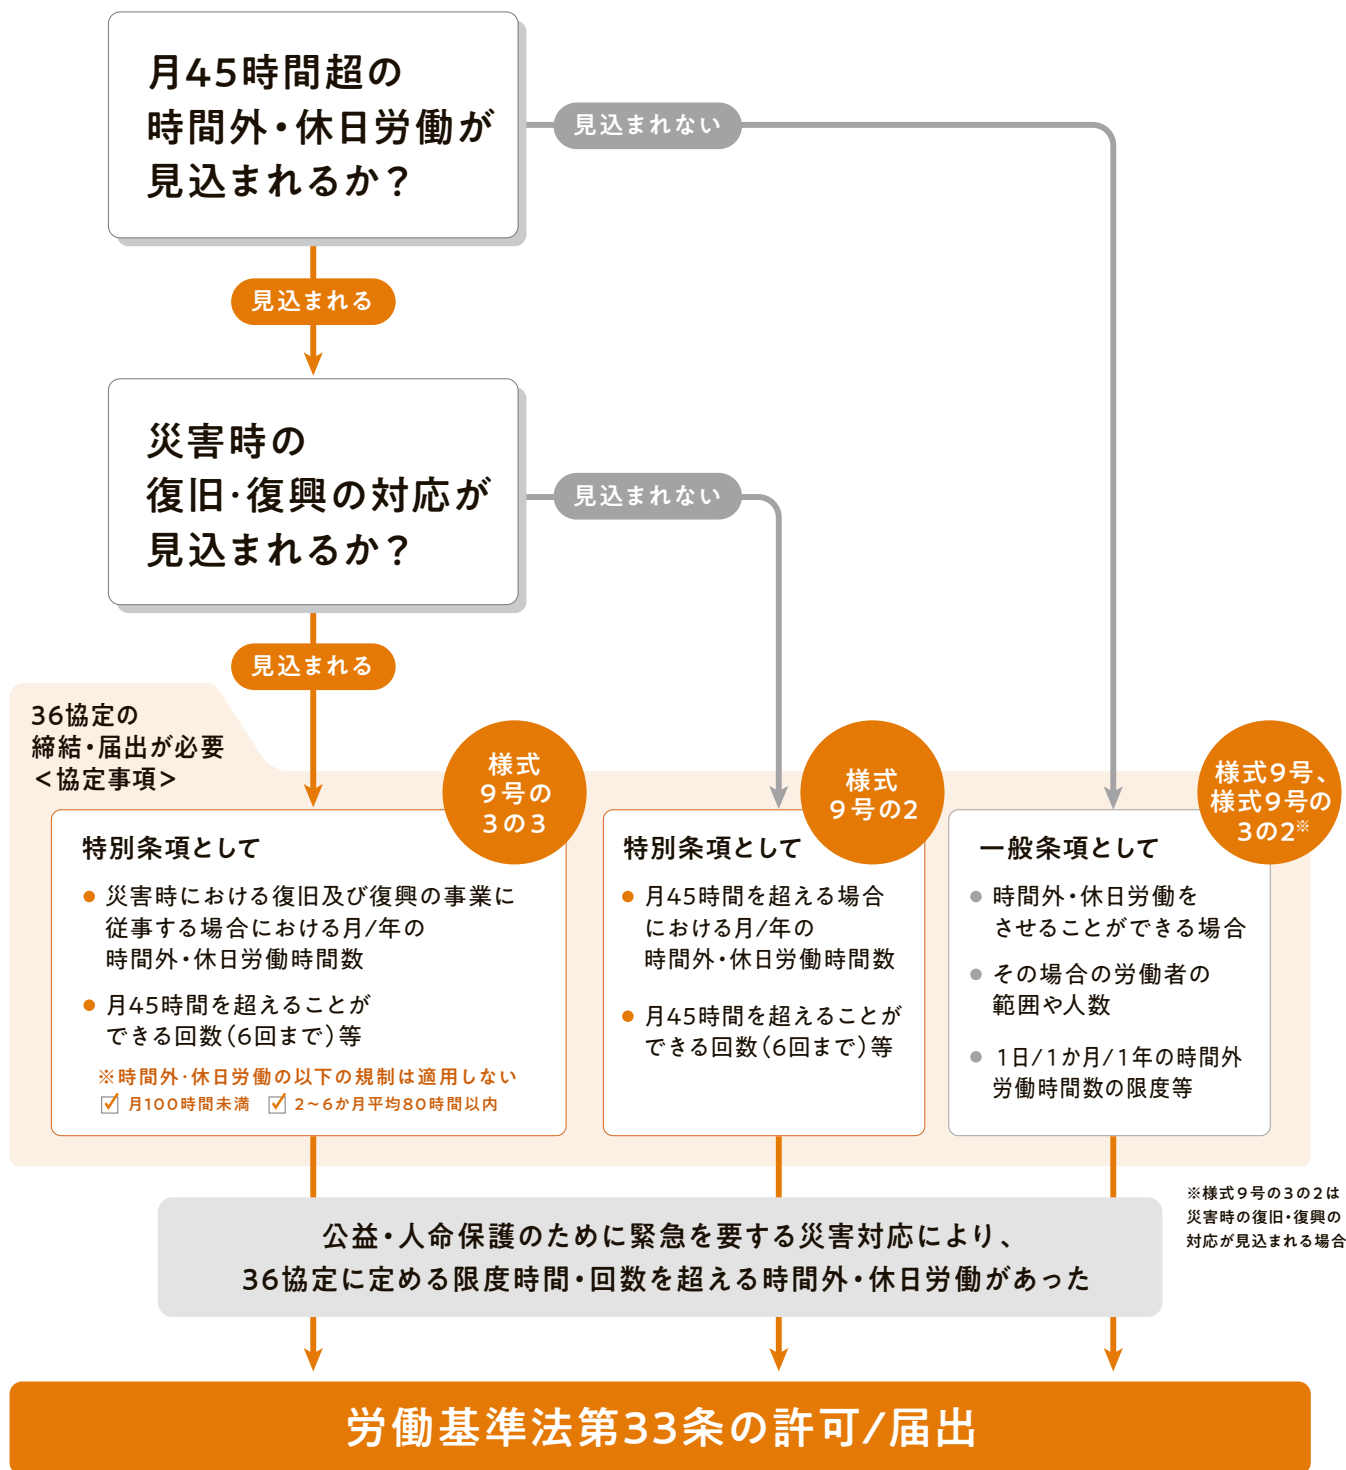 月45時間超の
時間外・休日労働が
見込まれるか？
見込まれない
見込まれる
災害時の
復旧・復興の対応が
見込まれるか？
見込まれない
見込まれる
36協定の
締結・届出が必要
＜協定事項＞
様式
9号の
3の3
特別条項として
● 災害時における復旧及び復興の事業に
従事する場合における月/年の
時間外・休日労働時間数
● 月45時間を超えることが
できる回数（6回まで）等
※時間外・休日労働の以下の規制は適用しない
☑ 月100時間未満 ☑ 2〜6か月平均80時間以内
様式
9号の2
特別条項として
● 月45時間を超える場合
における月/年の
時間外・休日労働時間数
● 月45時間を超えることが
できる回数（6回まで）等
様式9号、
様式9号の
3の2※
一般条項として
● 時間外・休日労働を
させることができる場合
● その場合の労働者の
範囲や人数
● 1日/1か月/1年の時間外
労働時間数の限度等
※様式9号の3の2は
災害時の復旧・復興の
対応が見込まれる場合
公益・人命保護のために緊急を要する災害対応により、
36協定に定める限度時間・回数を超える時間外・休日労働があった
労働基準法第33条の許可/届出